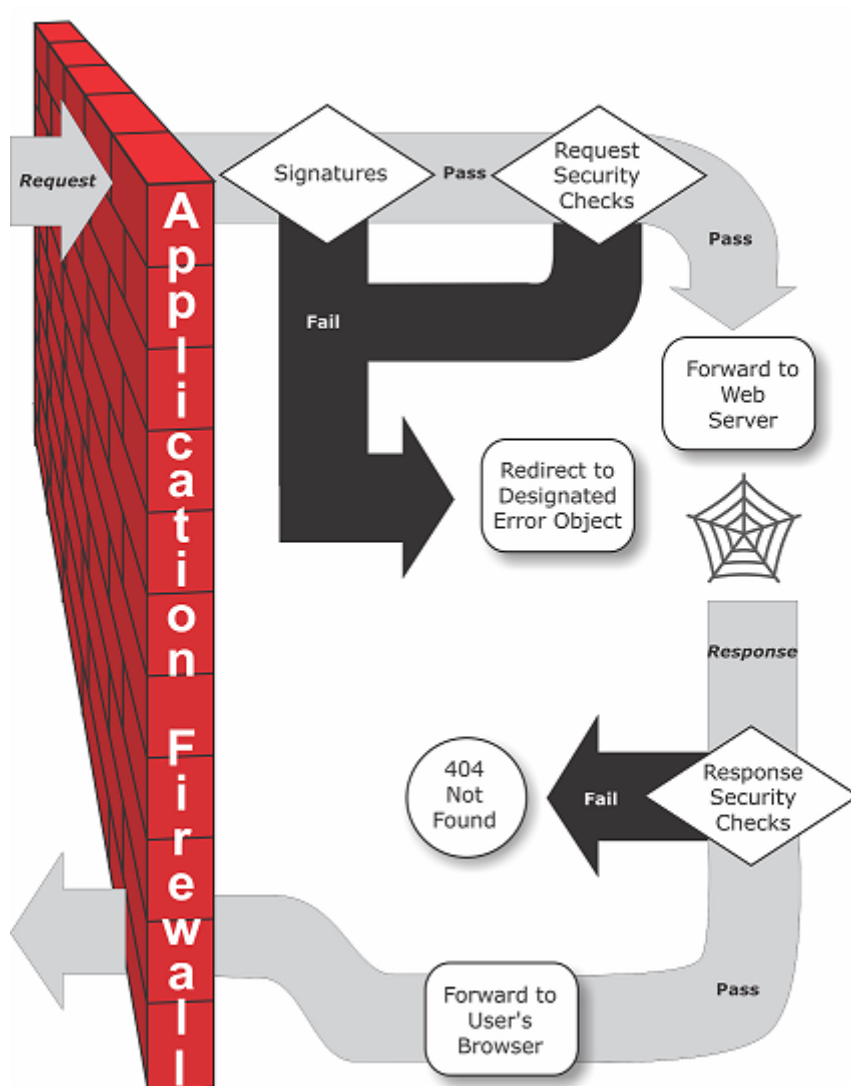 Request
Application Firewall
Signatures
Pass
Request
Security
Checks
Pass
Fail
Forward to
Web
Server
Redirect to
Designated
Error Object
Response
404
Not
Found
Fail
Response
Security
Checks
Pass
Forward to
User's
Browser